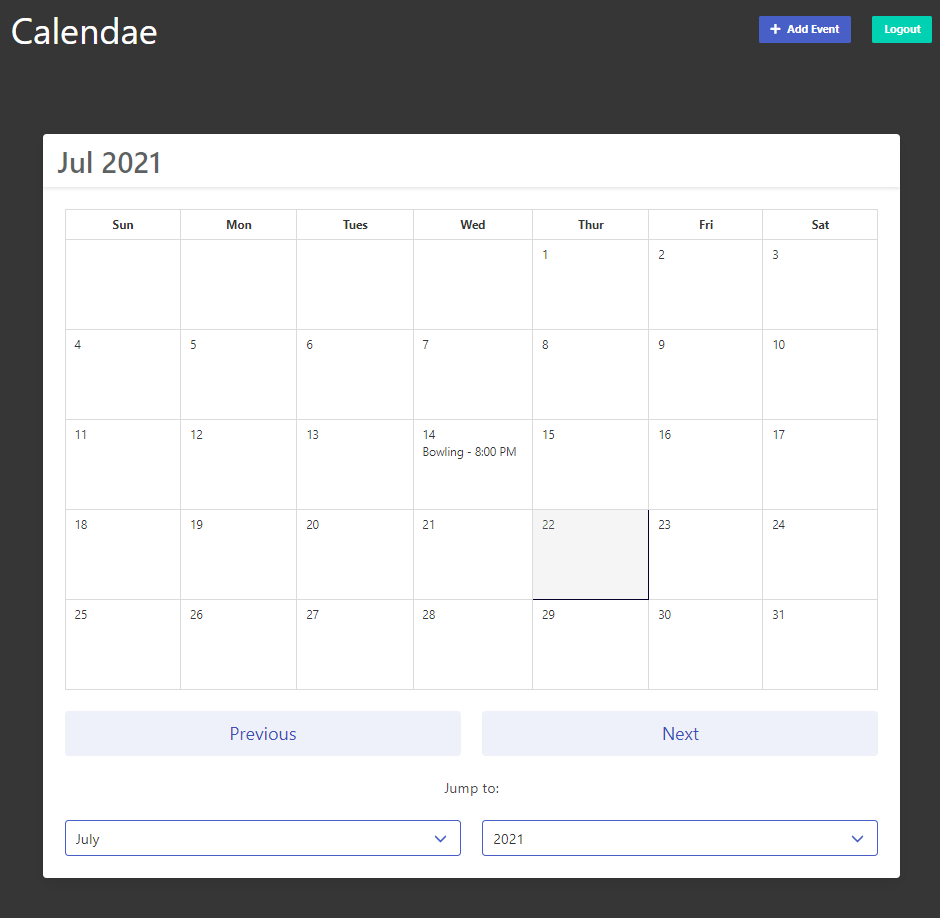 Calendae
+ Add Event Logout
Jul 2021
Sun Mon Tues Wed Thur Fri Sat
1 2 3
4 5 6 7 8 9 10
11 12 13 14 15 16 17
Bowling - 8:00 PM
18 19 20 21 22 23 24
25 26 27 28 29 30 31
Previous Next
Jump to:
July 2021